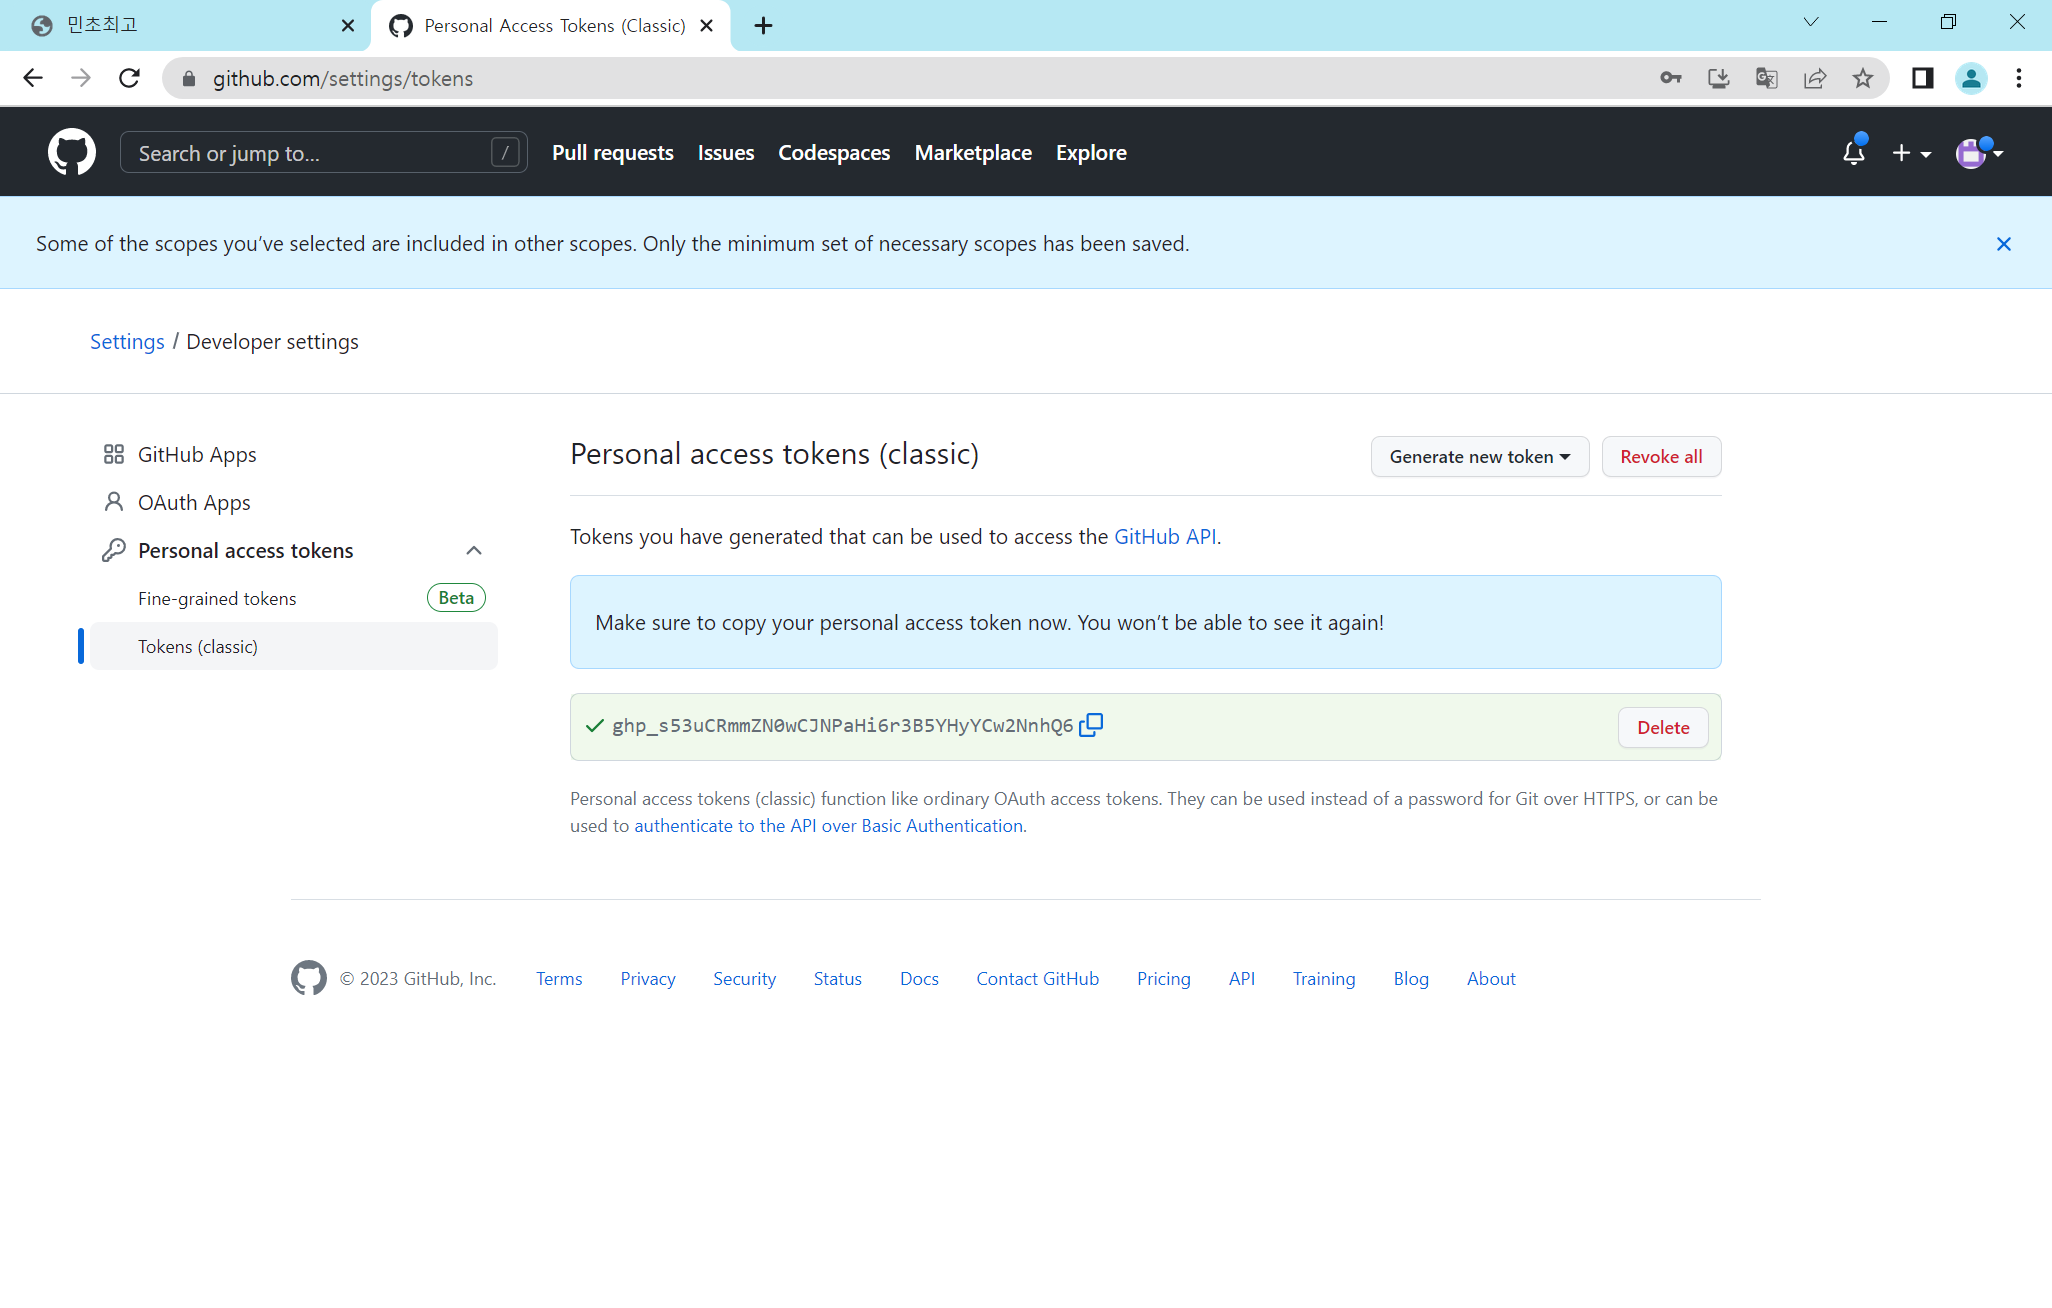 민초최고
Personal Access Tokens (Classic)
github.com/settings/tokens
Search or jump to...
/
Pull requests
Issues
Codespaces
Marketplace
Explore
Some of the scopes you’ve selected are included in other scopes. Only the minimum set of necessary scopes has been saved.
Settings / Developer settings
GitHub Apps
OAuth Apps
Personal access tokens
Fine-grained tokens
Beta
Tokens (classic)
Personal access tokens (classic)
Generate new token
Revoke all
Tokens you have generated that can be used to access the GitHub API.
Make sure to copy your personal access token now. You won’t be able to see it again!
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
Delete
Personal access tokens (classic) function like ordinary OAuth access tokens. They can be used instead of a password for Git over HTTPS, or can be
used to authenticate to the API over Basic Authentication.
© 2023 GitHub, Inc.
Terms
Privacy
Security
Status
Docs
Contact GitHub
Pricing
API
Training
Blog
About